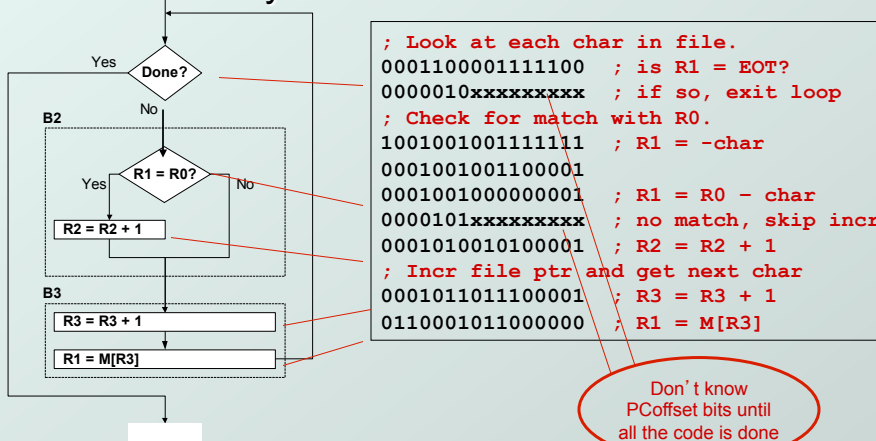 Yes
Done?
No
B2
R1 = R0?
Yes
No
R2 = R2 + 1
B3
R3 = R3 + 1
R1 = M[R3]
; Look at each char in file.
0001100001111100 ; is R1 = EOT?
0000010xxxxxxxxx ; if so, exit loop
; Check for match with R0.
1001001001111111 ; R1 = -char
0001001001100001
0001001000000001 ; R1 = R0 – char
0000101xxxxxxxxx ; no match, skip incr
0001010010100001 ; R2 = R2 + 1
; Incr file ptr and get next char
0001011011100001 ; R3 = R3 + 1
0110001011000000 ; R1 = M[R3]
Don't know
PCoffset bits until
all the code is done